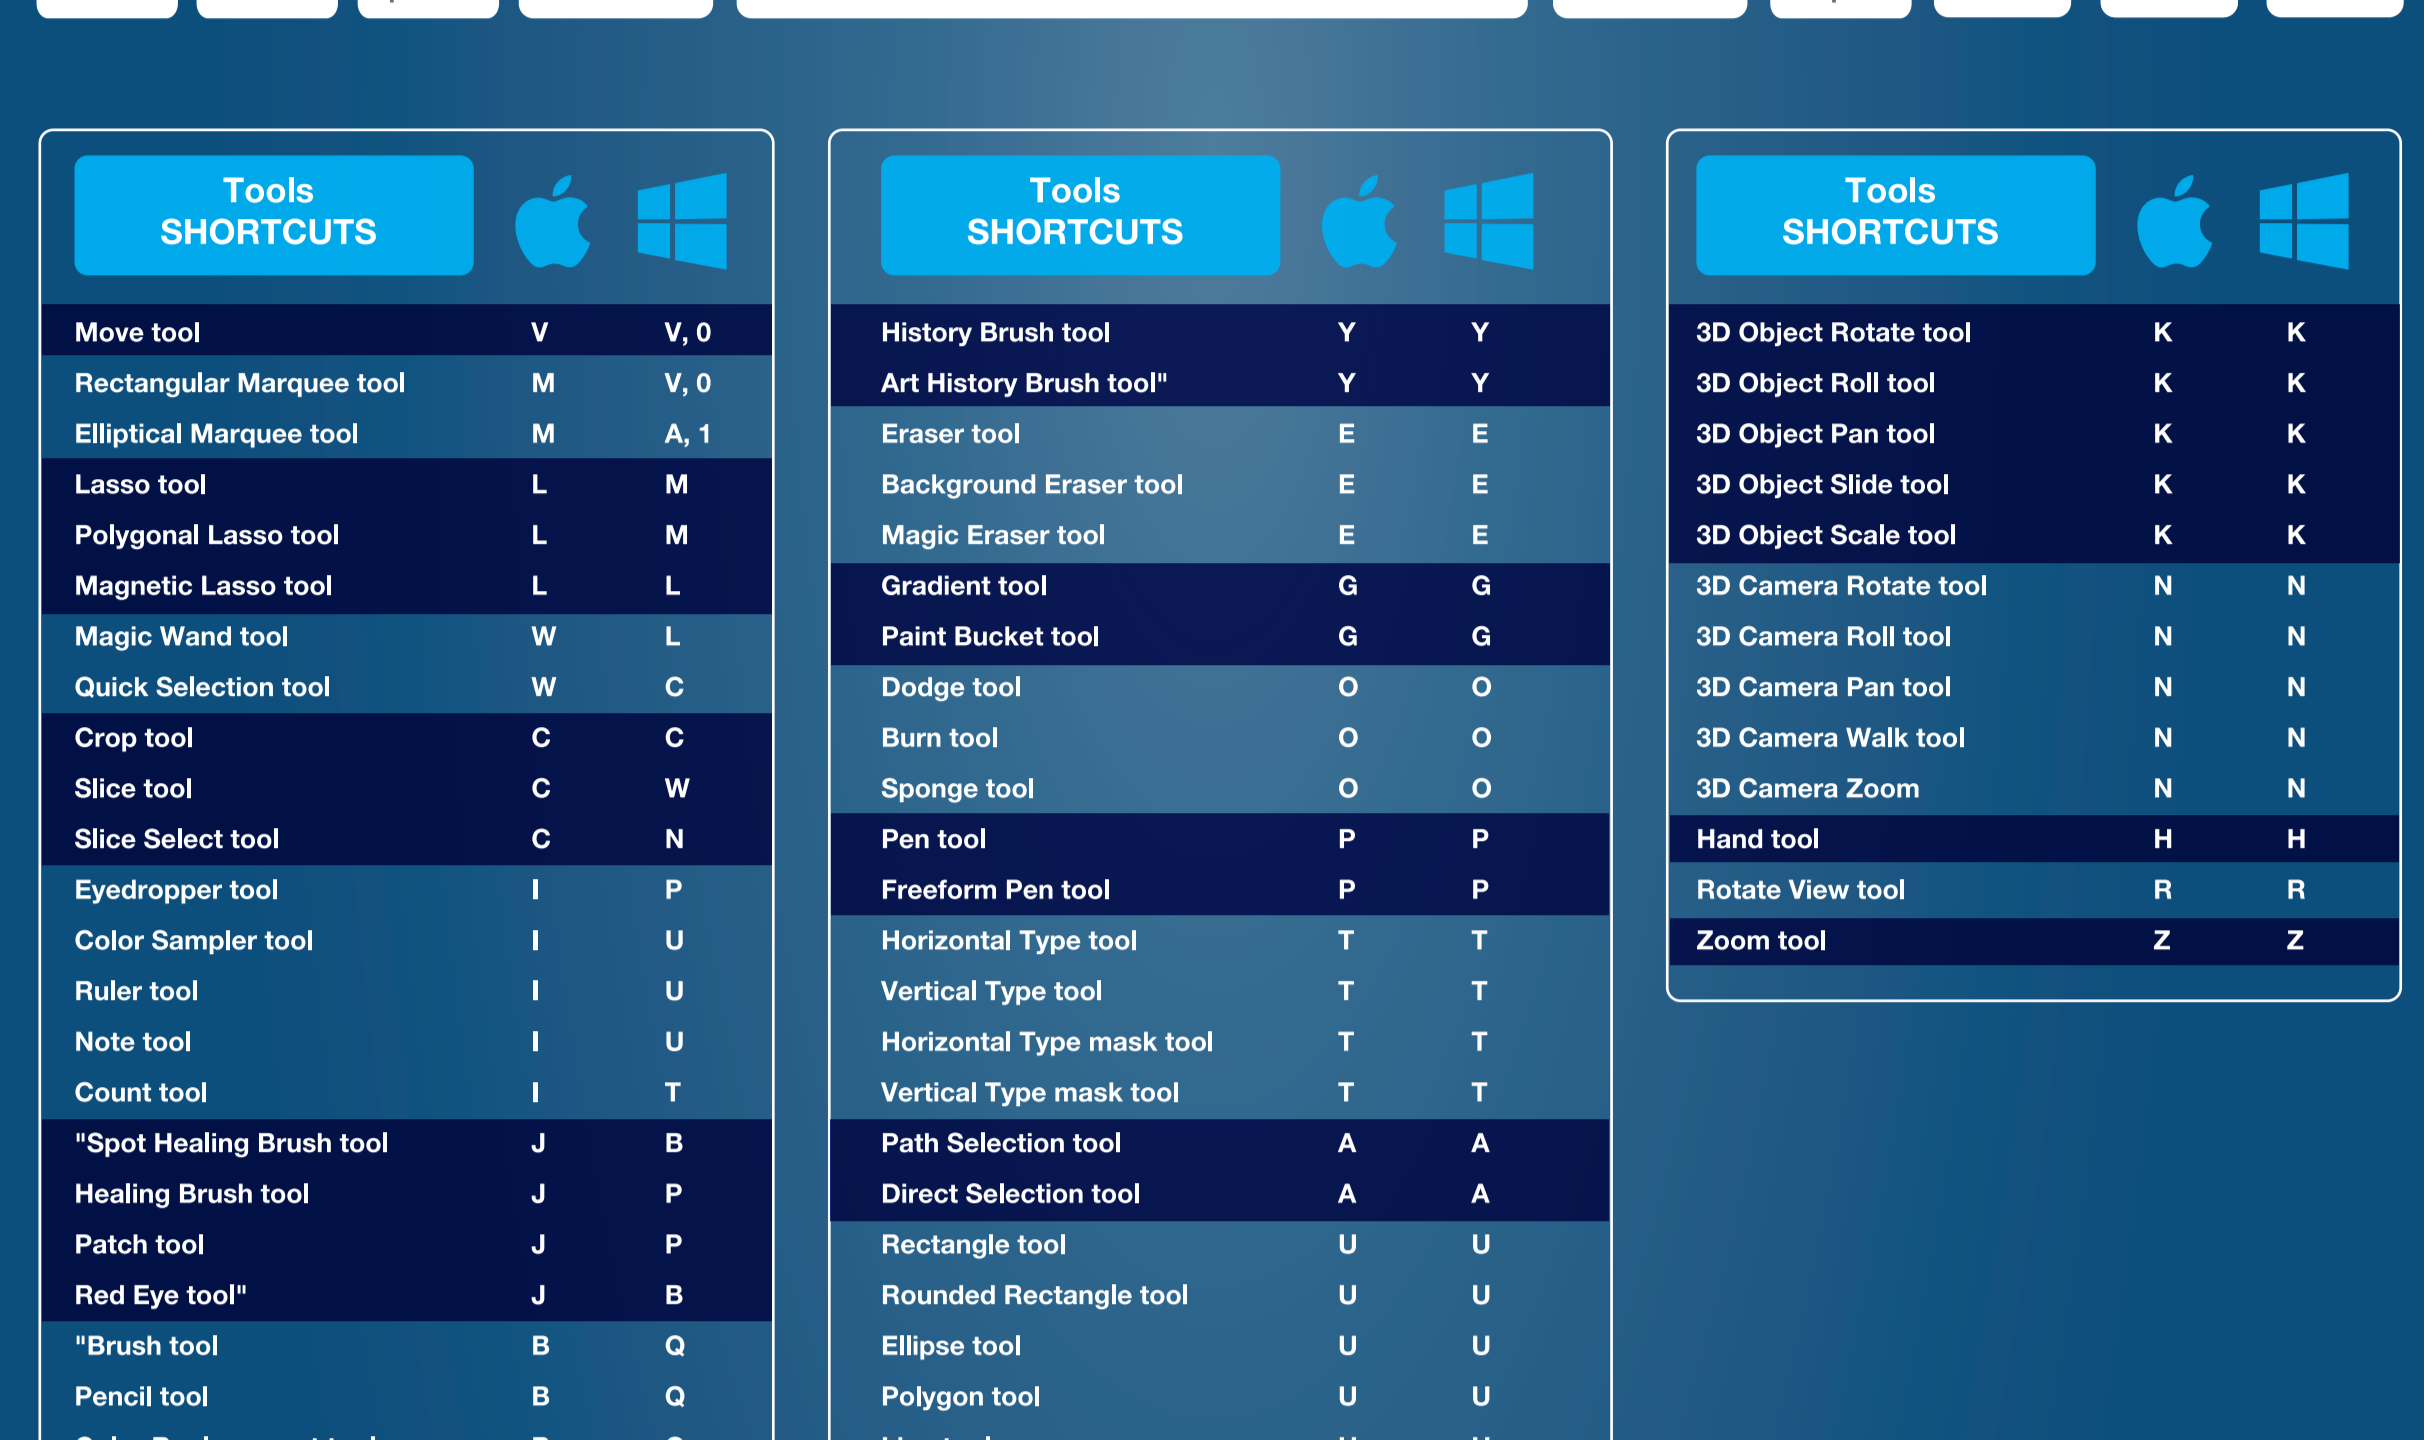 Tools
SHORTCUTS
Move tool V V, 0
Rectangular Marquee tool M V, 0
Elliptical Marquee tool M A, 1
Lasso tool L M
Polygonal Lasso tool L M
Magnetic Lasso tool L L
Magic Wand tool W L
Quick Selection tool W C
Crop tool C C
Slice tool C W
Slice Select tool C N
Eyedropper tool I P
Color Sampler tool I U
Ruler tool I U
Note tool I U
Count tool I T
"Spot Healing Brush tool J B
Healing Brush tool J P
Patch tool J P
Red Eye tool" J B
"Brush tool B Q
Pencil tool B Q
Tools
SHORTCUTS
History Brush tool Y Y
Art History Brush tool" Y Y
Eraser tool E E
Background Eraser tool E E
Magic Eraser tool E E
Gradient tool G G
Paint Bucket tool G G
Dodge tool O O
Burn tool O O
Sponge tool O O
Pen tool P P
Freeform Pen tool P P
Horizontal Type tool T T
Vertical Type tool T T
Horizontal Type mask tool T T
Vertical Type mask tool T T
Path Selection tool A A
Direct Selection tool A A
Rectangle tool U U
Rounded Rectangle tool U U
Ellipse tool U U
Polygon tool U U
Tools
SHORTCUTS
3D Object Rotate tool K K
3D Object Roll tool K K
3D Object Pan tool K K
3D Object Slide tool K K
3D Object Scale tool K K
3D Camera Rotate tool N N
3D Camera Roll tool N N
3D Camera Pan tool N N
3D Camera Walk tool N N
3D Camera Zoom N N
Hand tool H H
Rotate View tool R R
Zoom tool Z Z